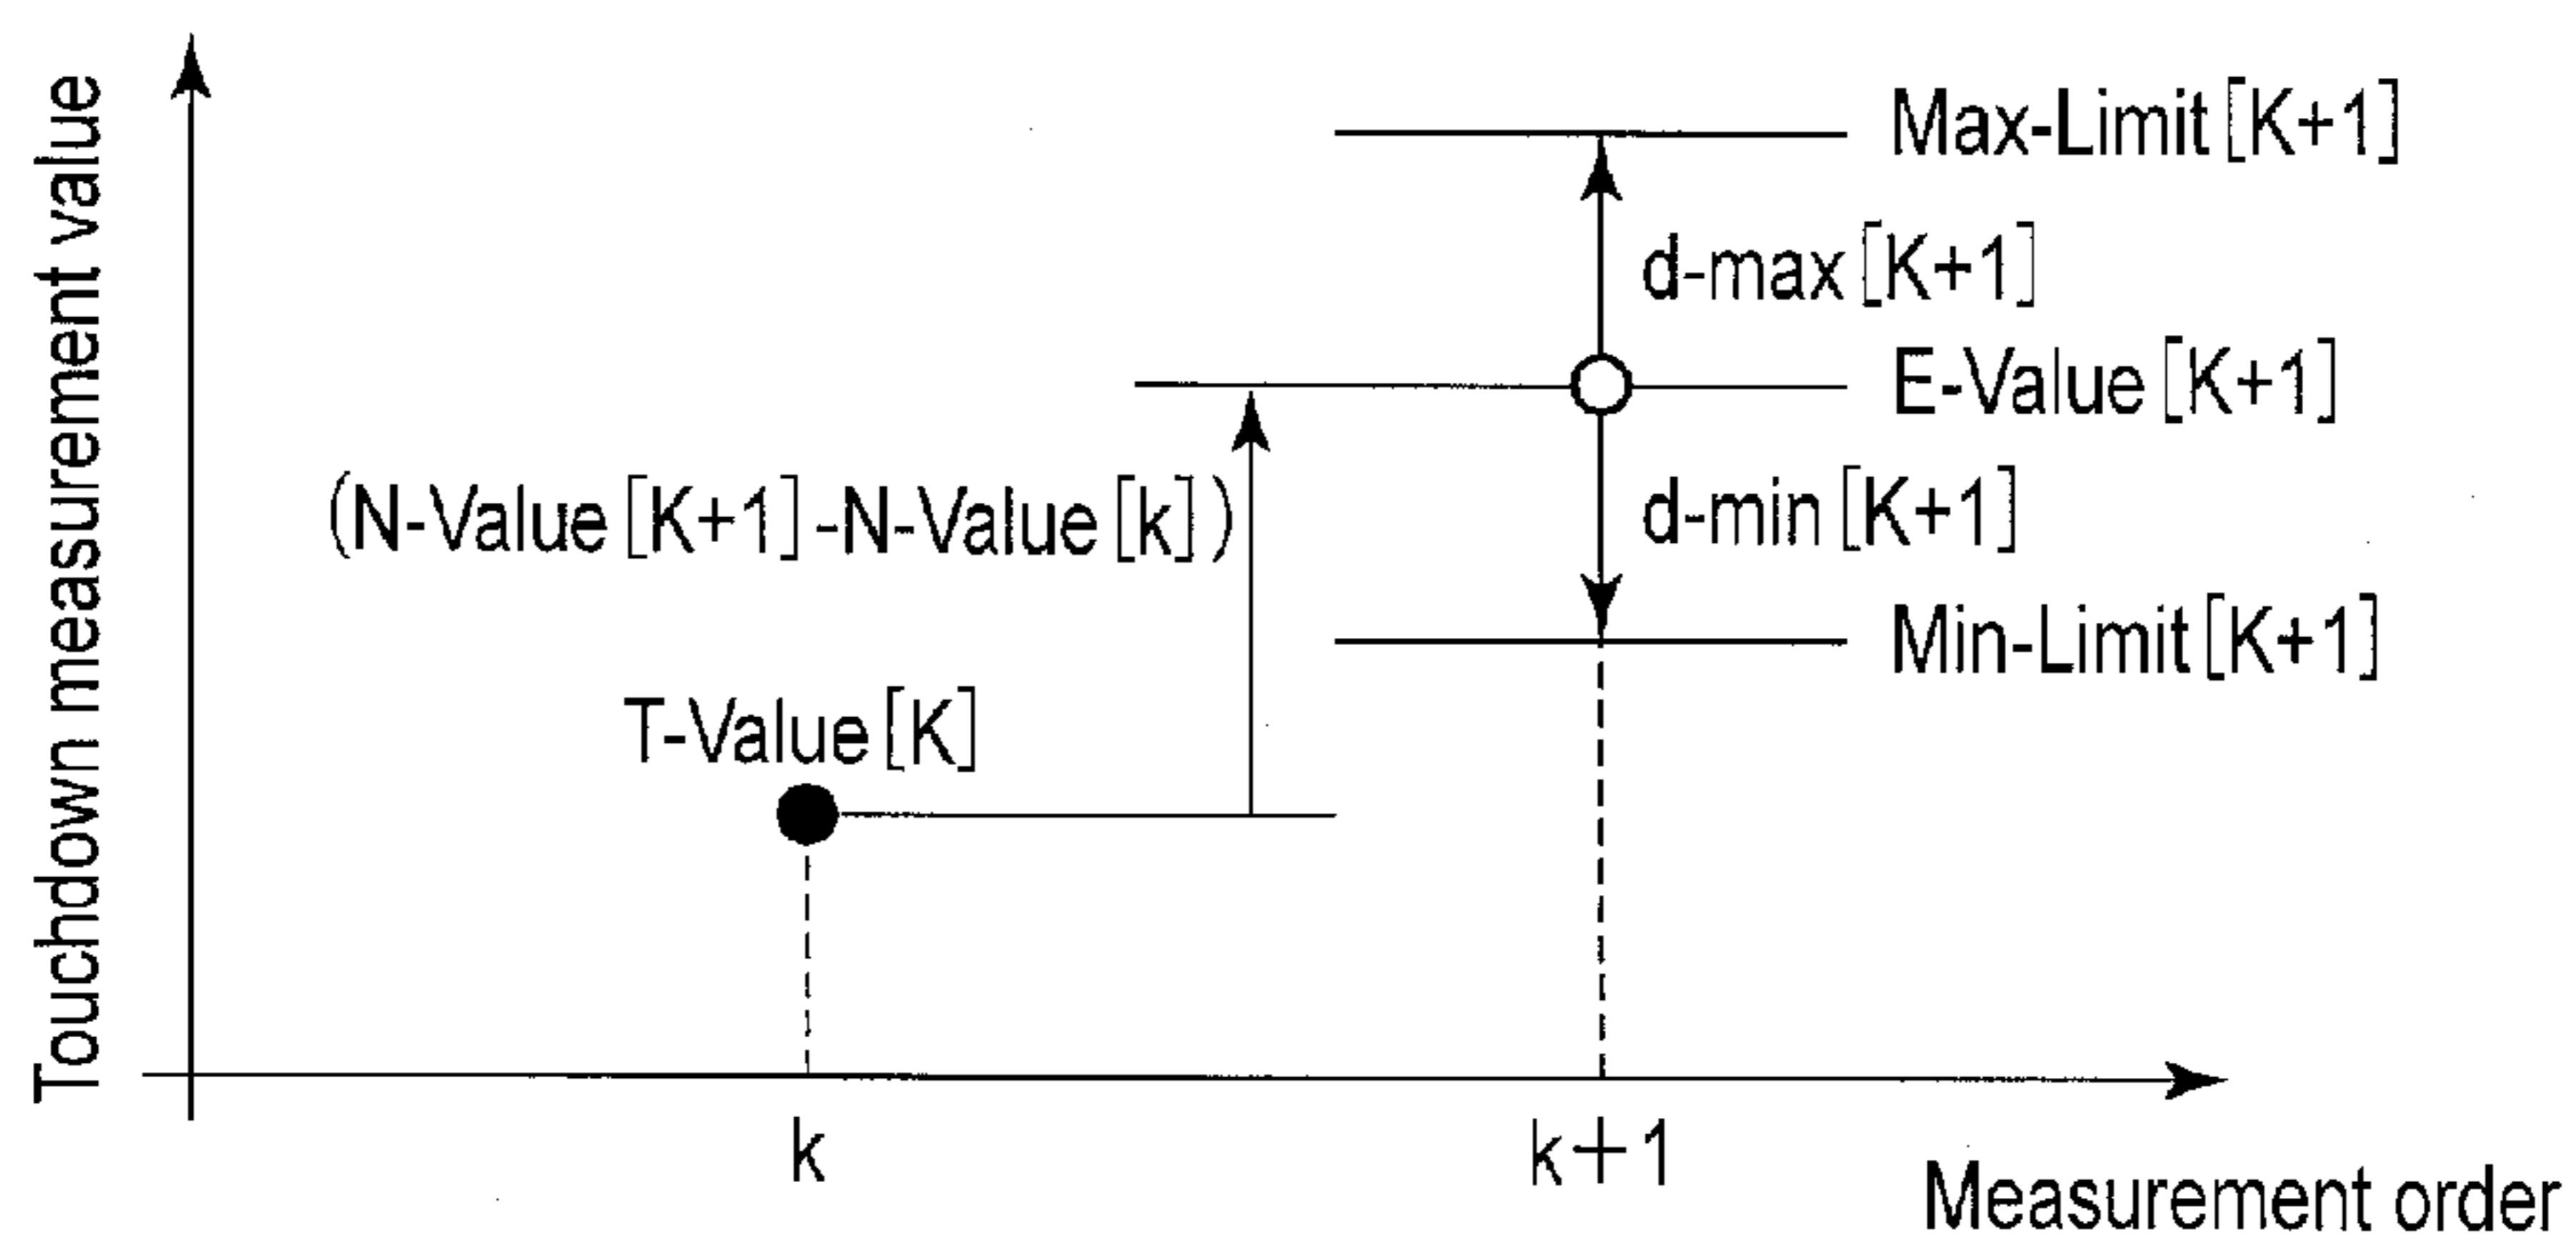 Touchdown measurement value
Max-Limit[K+1]
d-max[K+1]
E-Value[K+1]
(N-Value[K+1]-N-Value[k])
d-min[K+1]
Min-Limit[K+1]
T-Value[K]
k
k+1
Measurement order